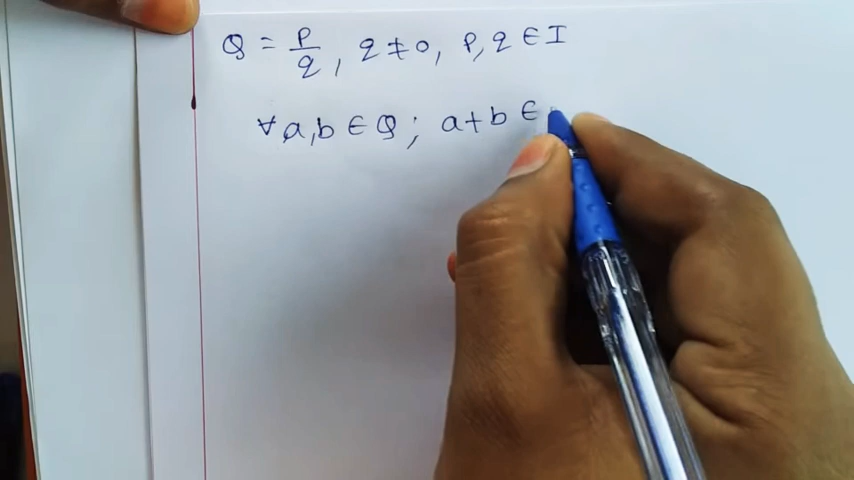 Q = p/q, q ≠ 0, p, q ∈ I
∀ a, b ∈ Q; a + b ∈